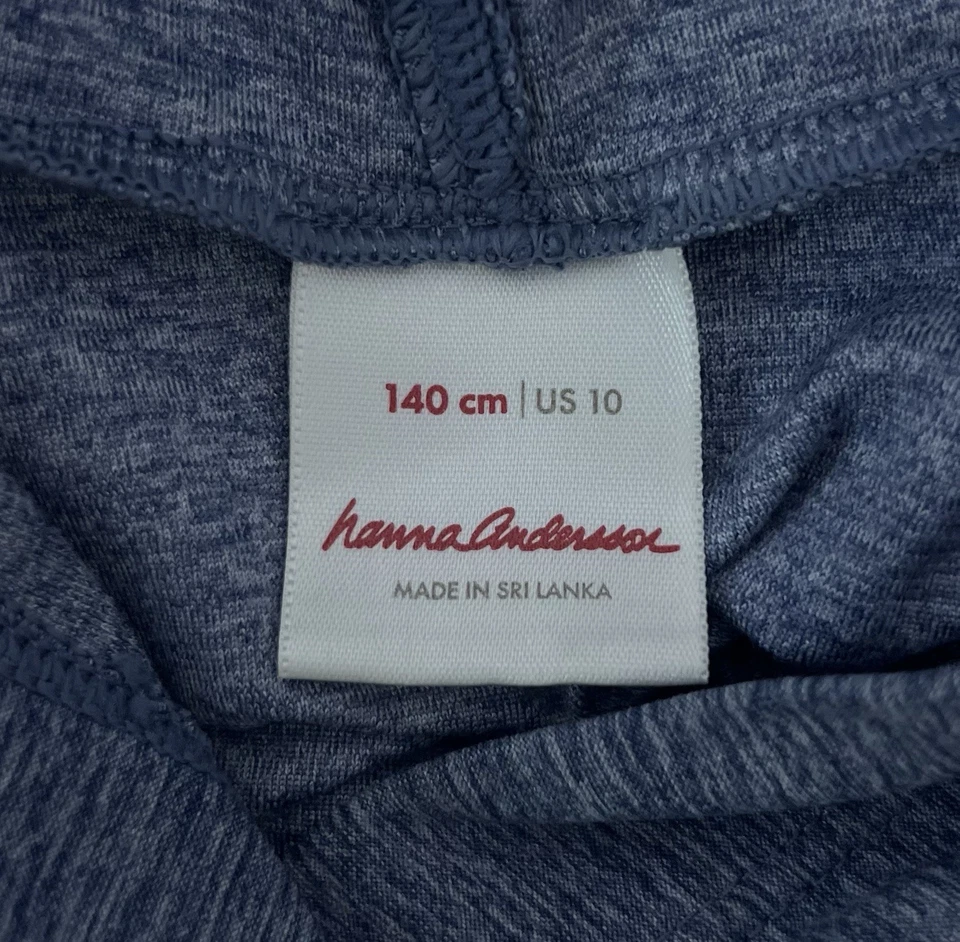 140 cm | US 10
hanna Andersson
MADE IN SRI LANKA